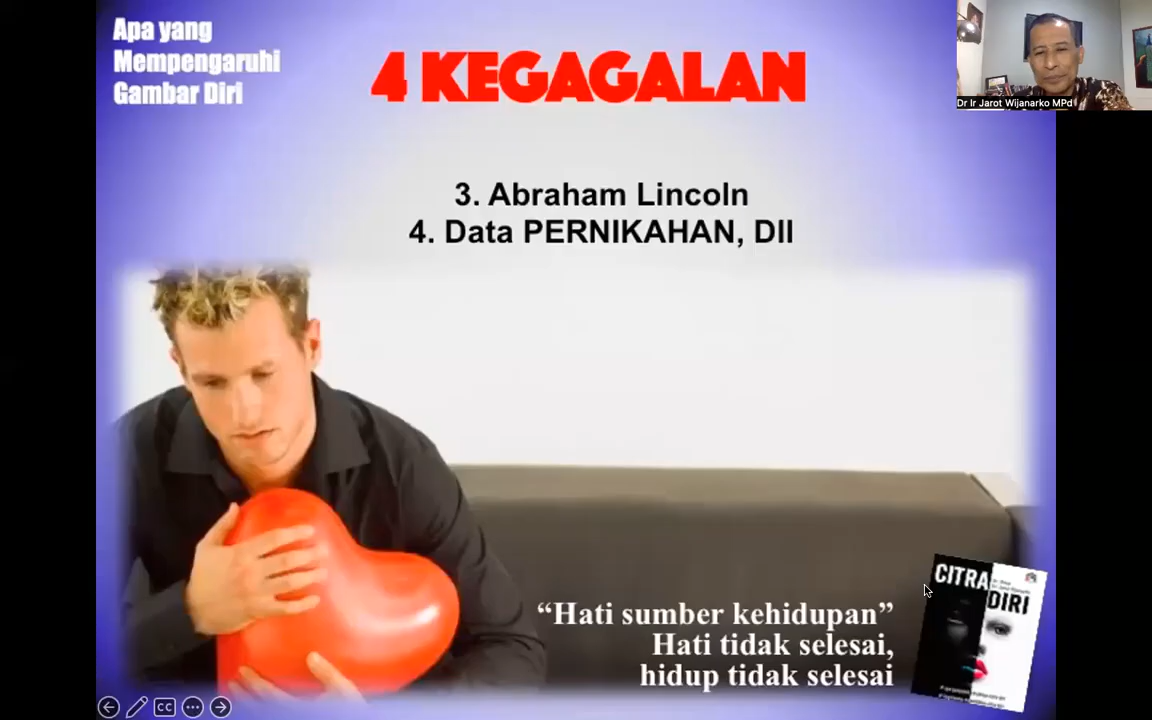 Apa yang
Mempengaruhi
Gambar Diri
4 KEGAGALAN
Dr Ir Jarot Wijanarko MPd
3. Abraham Lincoln
4. Data PERNIKAHAN, Dll
“Hati sumber kehidupan”
Hati tidak selesai,
hidup tidak selesai
CITRA
DIRI
CC